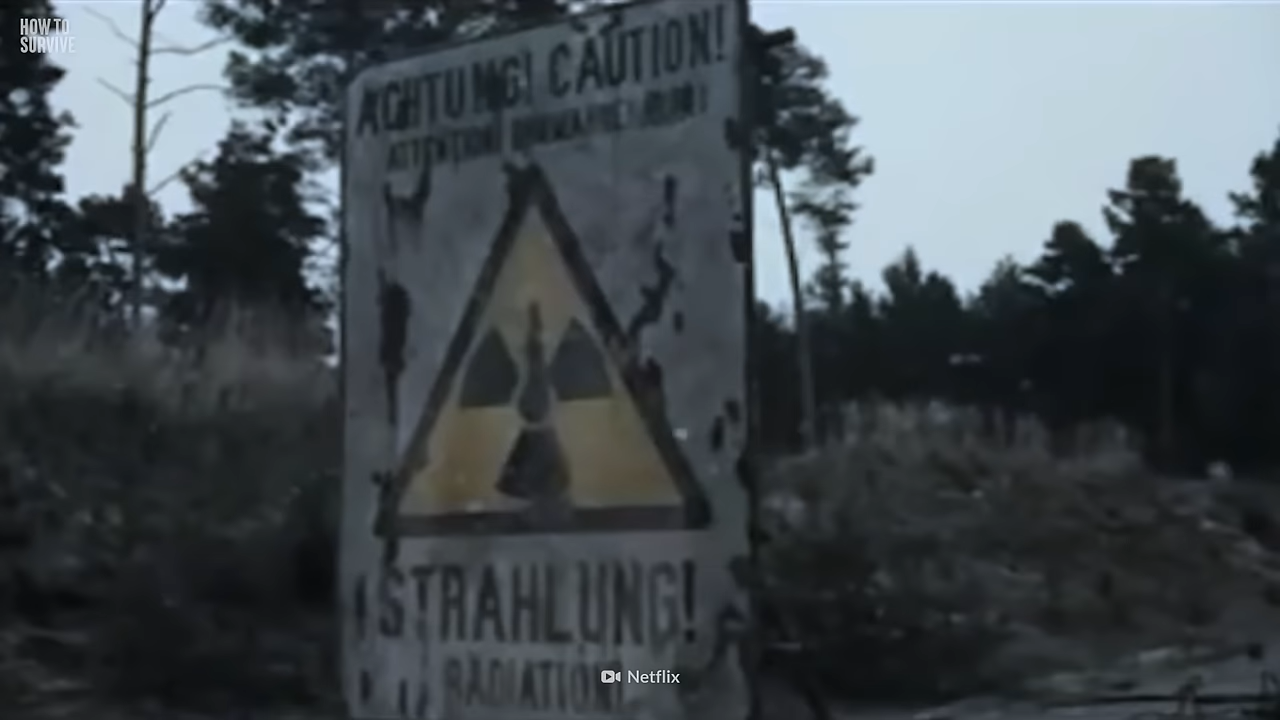 HOW TO
SURVIVE
ACHTUNG! CAUTION!
STRAHLUNG!
RADIATION!
Netflix